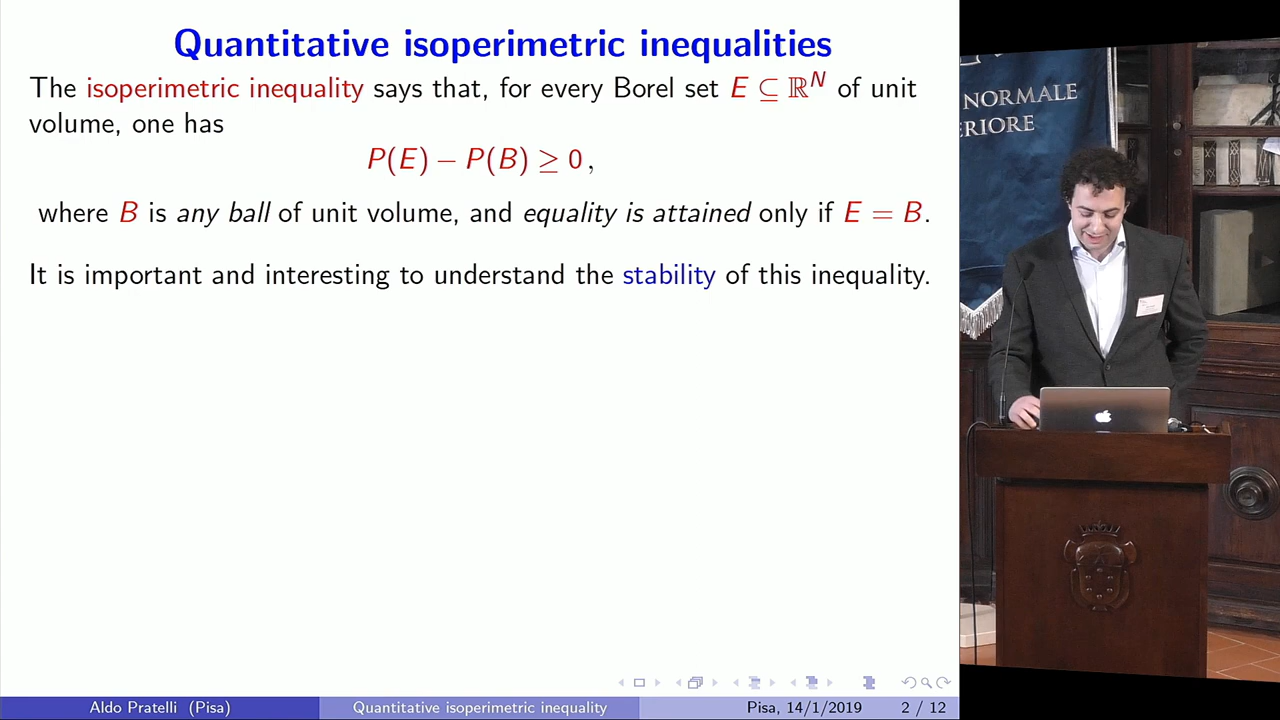 Quantitative isoperimetric inequalities
The isoperimetric inequality says that, for every Borel set E ⊆ ℝ^N of unit
volume, one has
P(E) − P(B) ≥ 0 ,
where B is any ball of unit volume, and equality is attained only if E = B.
It is important and interesting to understand the stability of this inequality.
NORMALE
ERIORE
Aldo Pratelli (Pisa)
Quantitative isoperimetric inequality
Pisa, 14/1/2019
2 / 12